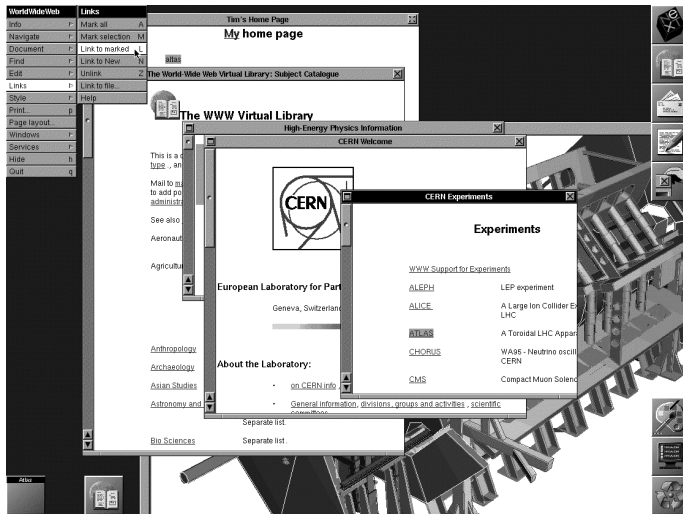 WorldWideWeb
Info
Navigate
Document
Find
Edit
Links
Style
Print... p
Page layout...
Windows
Services
Hide h
Quit q
Links
Mark all A
Mark selection M
Link to marked L
Link to New N
Unlink Z
Link to file...
Help
Tim's Home Page
My home page
atlas
The World-Wide Web Virtual Library: Subject Catalogue
The WWW Virtual Library
This is a
type , an
Mail to
to add po
administra
See also
Aeronaut
Agricultur
Anthropology
Archaeology
Asian Studies
Astronomy and
Separate list.
Bio Sciences Separate list .
High-Energy Physics Information
CERN Welcome
CERN
European Laboratory for Part
Geneva, Switzerland
About the Laboratory:
• on CERN info ,
• General information, divisions, groups and activities , scientific
committees
CERN Experiments
Experiments
WWW Support for Experiments
ALEPH LEP experiment
ALICE A Large Ion Collider Ex
LHC
ATLAS A Toroidal LHC Appara
CHORUS WA95 - Neutrino oscill
CERN
CMS Compact Muon Soleno
Atlas